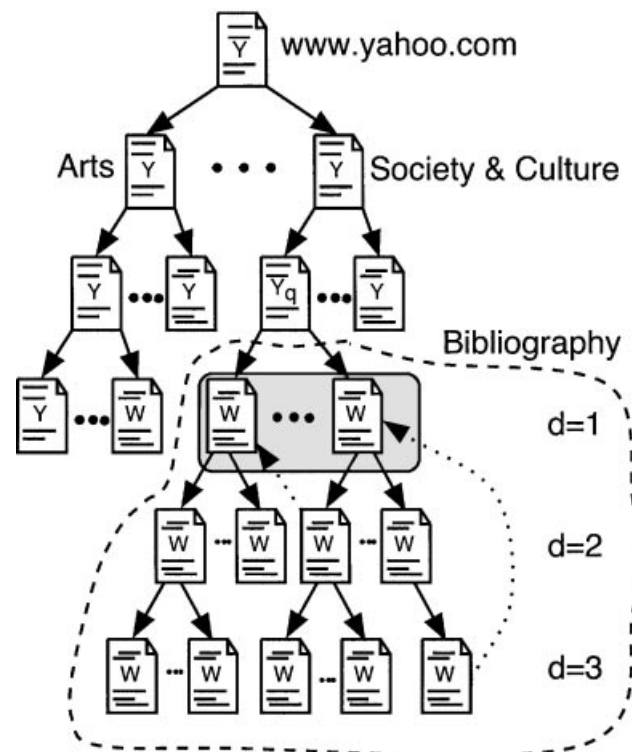 Y www.yahoo.com
Arts Y ••• Y Society & Culture
Y ••• Y Yq ••• Y
Bibliography
Y ••• W W ••• W d=1
W ... W W ... W d=2
W ... W W ... W W d=3